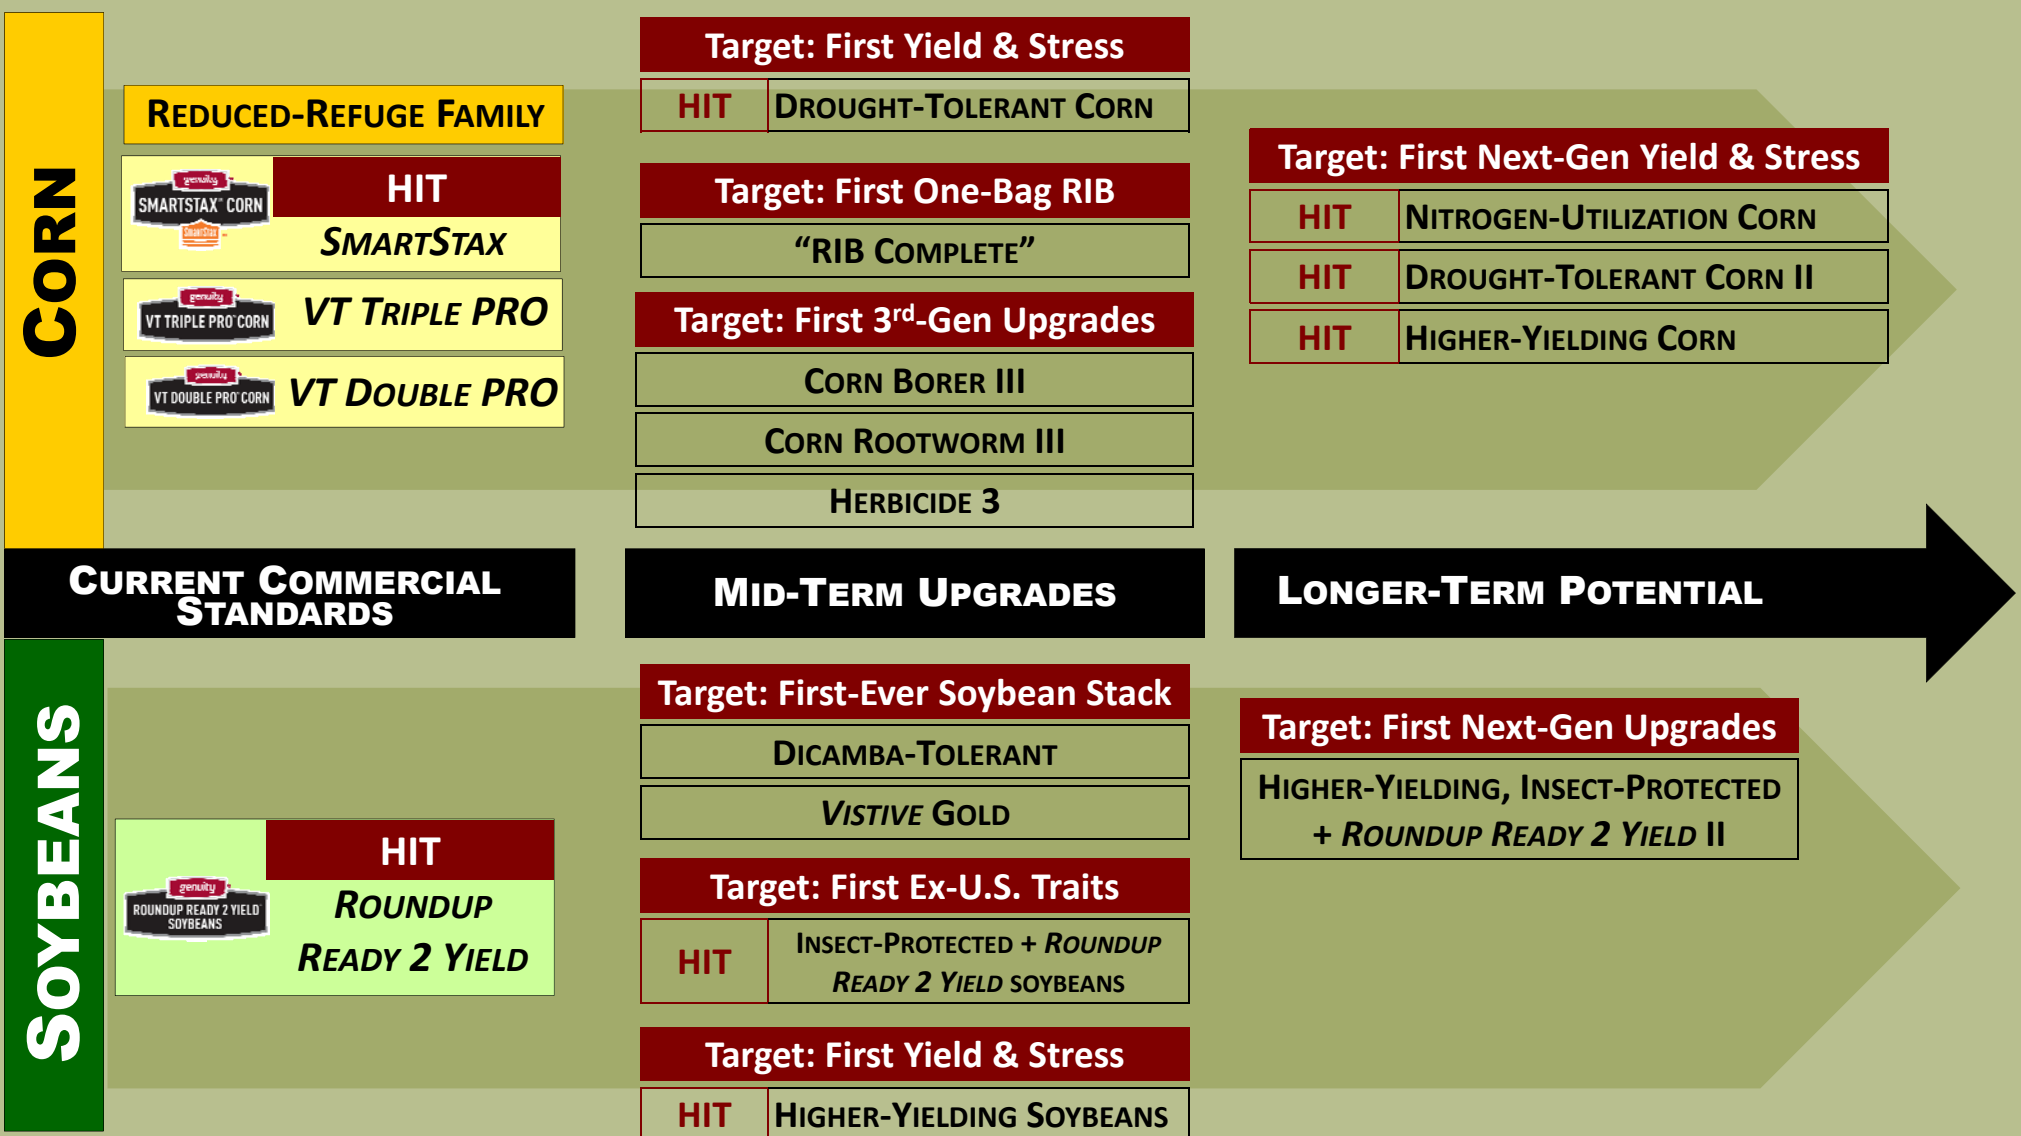 CORN
REDUCED-REFUGE FAMILY
genuity
SMARTSTAX™ CORN
SmartStax
HIT
SMARTSTAX
genuity
VT TRIPLE PRO™ CORN
VT TRIPLE PRO
genuity
VT DOUBLE PRO™ CORN
VT DOUBLE PRO
Target: First Yield & Stress
HIT
DROUGHT-TOLERANT CORN
Target: First One-Bag RIB
“RIB COMPLETE”
Target: First 3rd-Gen Upgrades
CORN BORER III
CORN ROOTWORM III
HERBICIDE 3
Target: First Next-Gen Yield & Stress
HIT
NITROGEN-UTILIZATION CORN
HIT
DROUGHT-TOLERANT CORN II
HIT
HIGHER-YIELDING CORN
CURRENT COMMERCIAL
STANDARDS
MID-TERM UPGRADES
LONGER-TERM POTENTIAL
SOYBEANS
genuity
ROUNDUP READY 2 YIELD™
SOYBEANS
HIT
ROUNDUP
READY 2 YIELD
Target: First-Ever Soybean Stack
DICAMBA-TOLERANT
VISTIVE GOLD
Target: First Ex-U.S. Traits
HIT
INSECT-PROTECTED + ROUNDUP
READY 2 YIELD SOYBEANS
Target: First Yield & Stress
HIT
HIGHER-YIELDING SOYBEANS
Target: First Next-Gen Upgrades
HIGHER-YIELDING, INSECT-PROTECTED
+ ROUNDUP READY 2 YIELD II